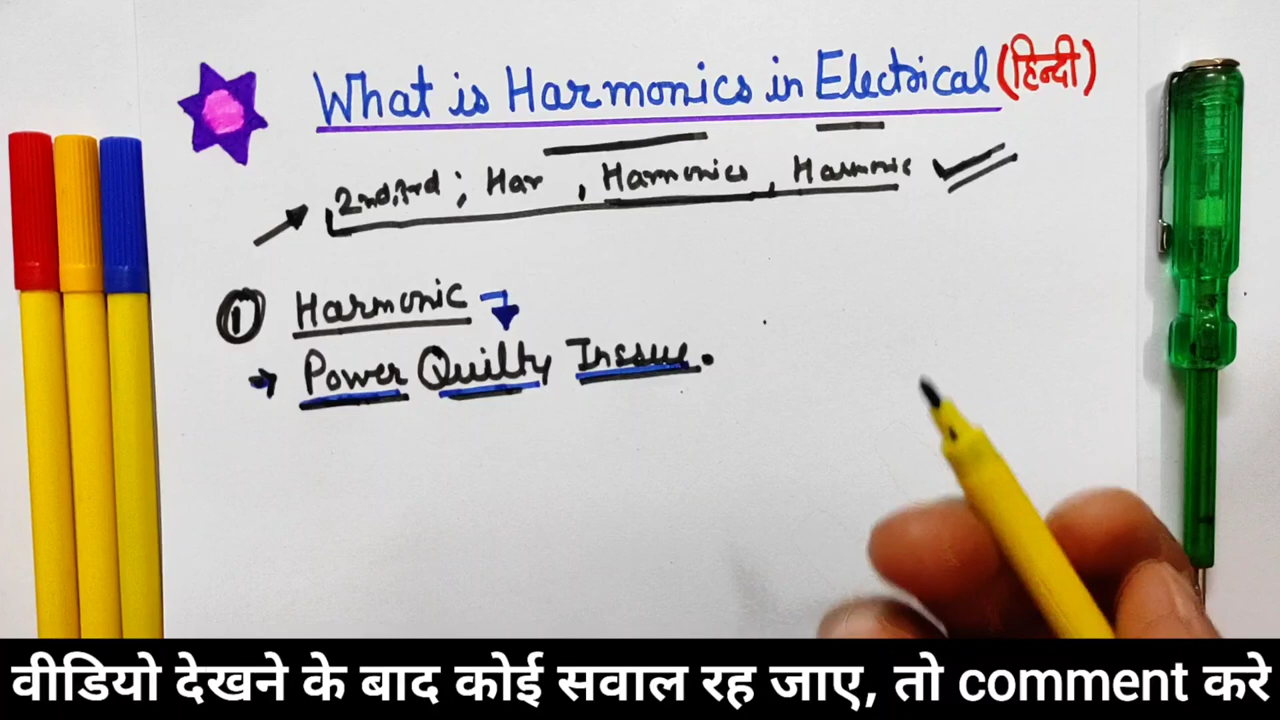 What is Harmonics in Electrical (हिन्दी)
2nd, 3rd ; Har , Harmonics , Harmonic
① Harmonic
→ Power Quilty Inssue.
वीडियो देखने के बाद कोई सवाल रह जाए, तो comment करे